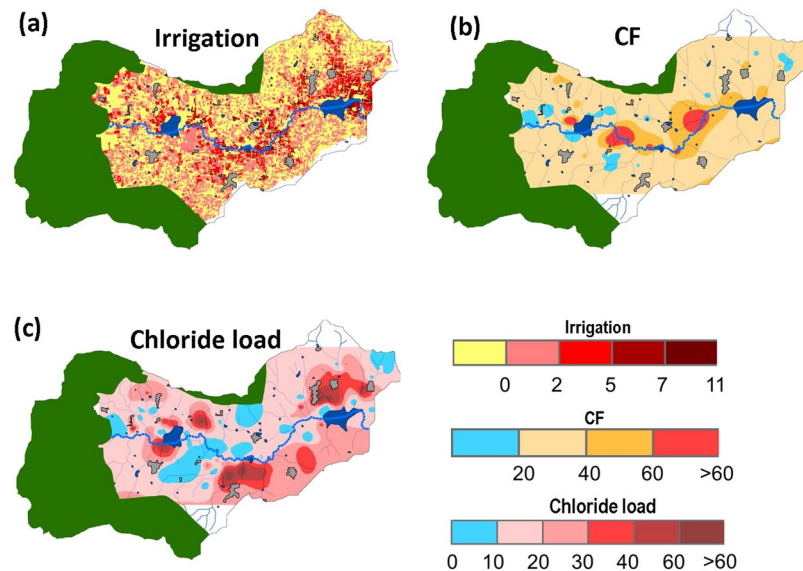 (a)
Irrigation
(b)
CF
(c)
Chloride load
Irrigation
0 2 5 7 11
CF
20 40 60 >60
Chloride load
0 10 20 30 40 60 >60